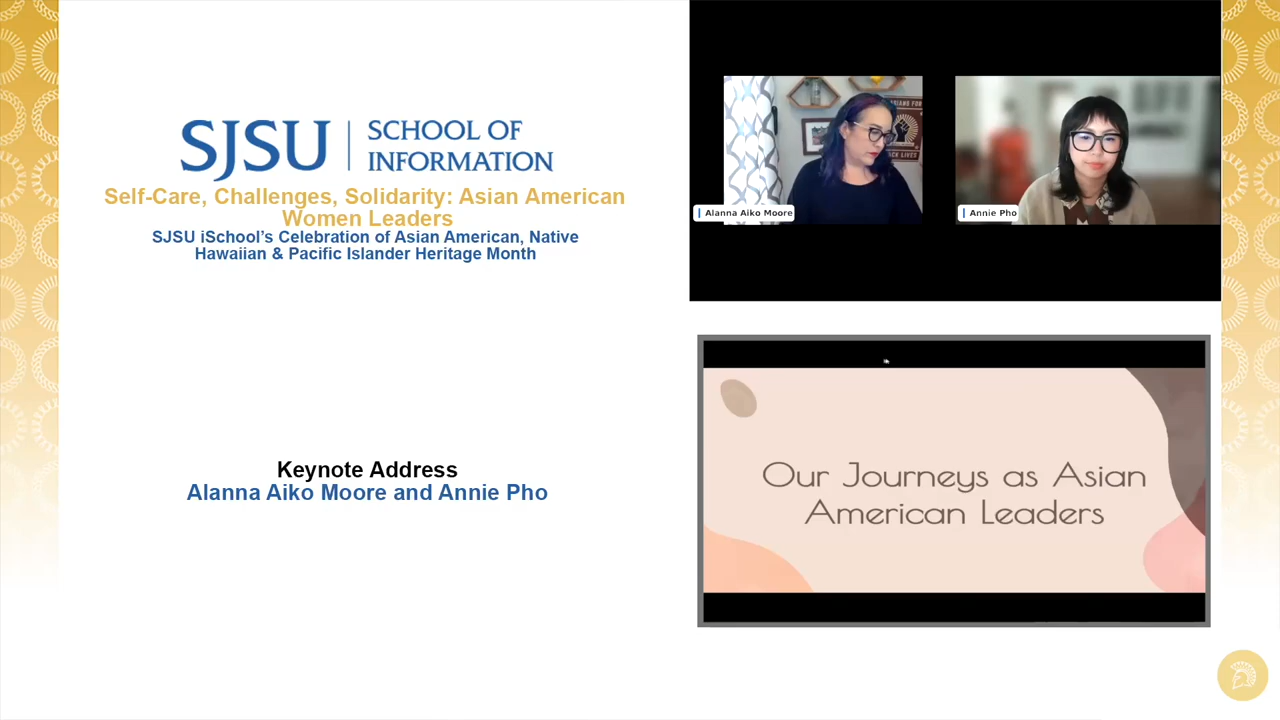 SJSU
SCHOOL OF
INFORMATION
Self-Care, Challenges, Solidarity: Asian American
Women Leaders
SJSU iSchool's Celebration of Asian American, Native
Hawaiian & Pacific Islander Heritage Month
Keynote Address
Alanna Aiko Moore and Annie Pho
Alanna Aiko Moore
Annie Pho
Our Journeys as Asian
American Leaders